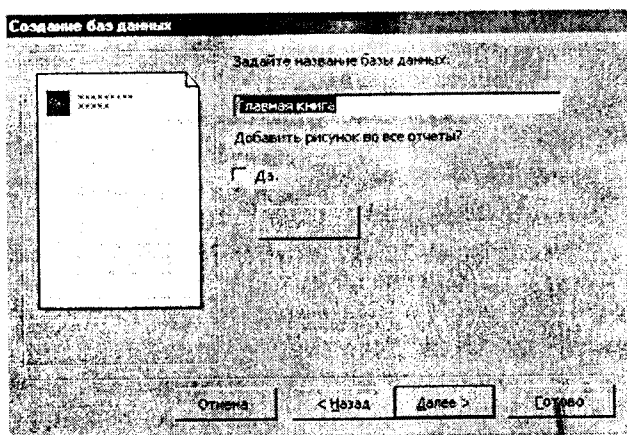 Создание баз данных
Задайте название базы данных:
Главная книга
Добавить рисунок во все отчеты?
Да.
Отмена
< Назад
Далее >
Готово